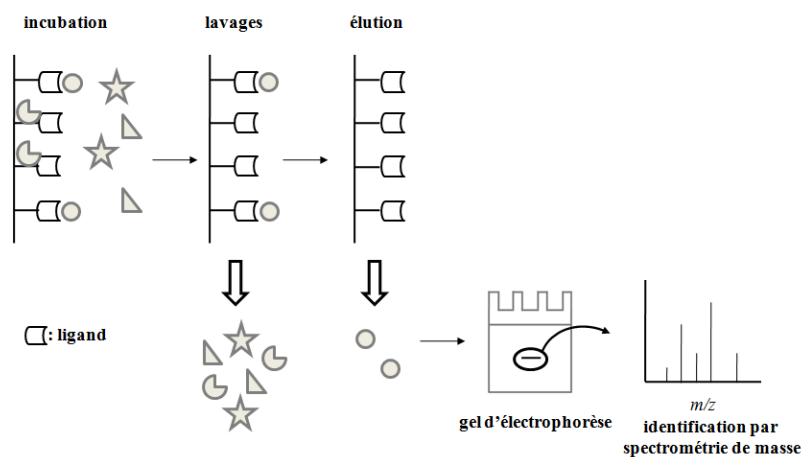 incubation
lavages
élution
: ligand
gel d'électrophorèse
m/z
identification par
spectrométrie de masse